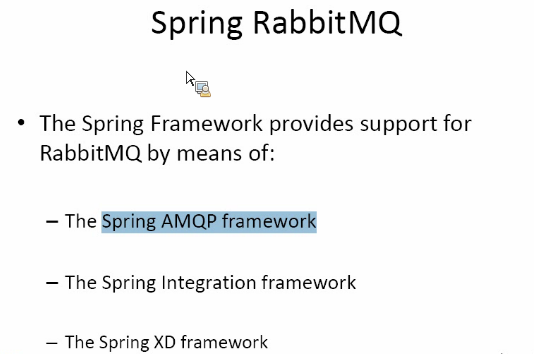 Spring RabbitMQ
• The Spring Framework provides support for
RabbitMQ by means of:
– The Spring AMQP framework
– The Spring Integration framework
– The Spring XD framework